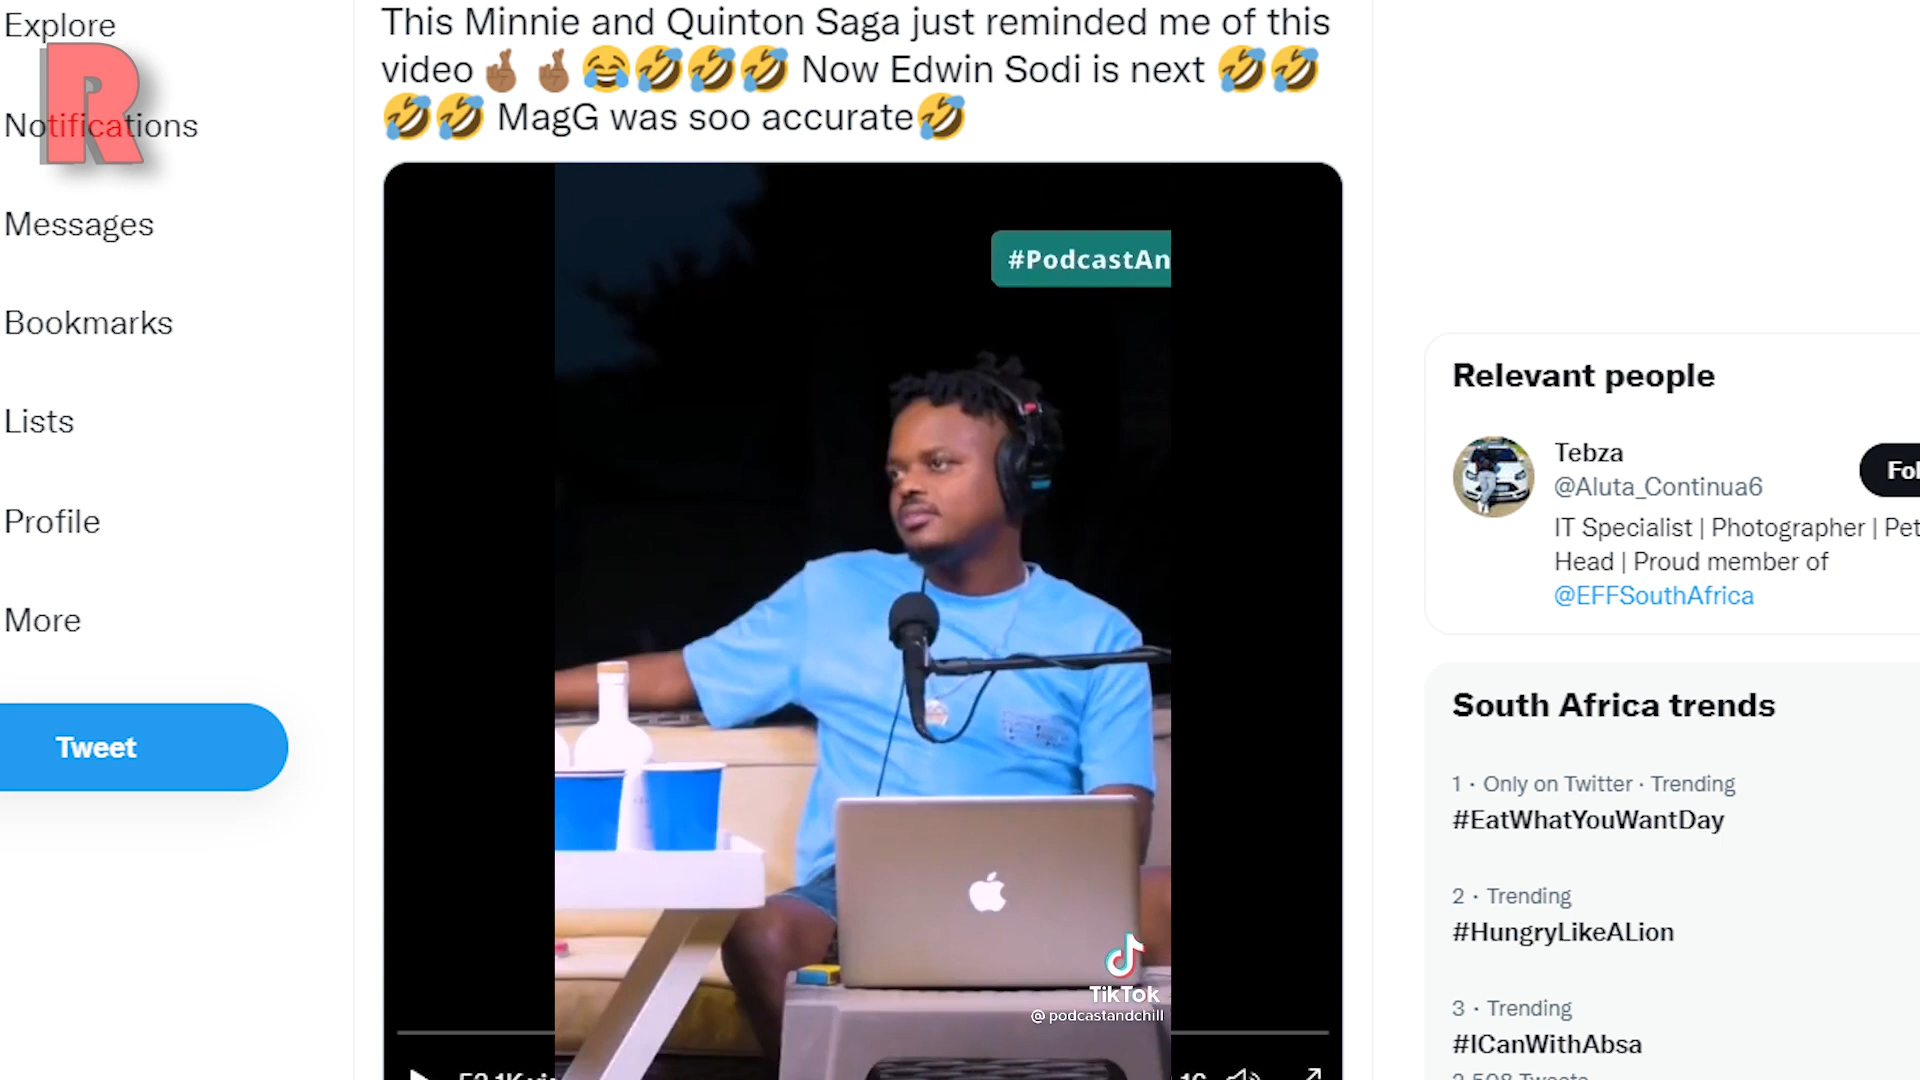 Explore
R
Notifications
Messages
Bookmarks
Lists
Profile
More
Tweet
This Minnie and Quinton Saga just reminded me of this
video🤞🏾🤞🏾😂🤣🤣🤣 Now Edwin Sodi is next 🤣🤣
🤣🤣 MagG was soo accurate🤣
#PodcastAn
TikTok
@podcastandchill
Relevant people
Tebza
@Aluta_Continua6
Fol
IT Specialist | Photographer | Pet
Head | Proud member of
@EFFSouthAfrica
South Africa trends
1 · Only on Twitter · Trending
#EatWhatYouWantDay
2 · Trending
#HungryLikeALion
3 · Trending
#ICanWithAbsa